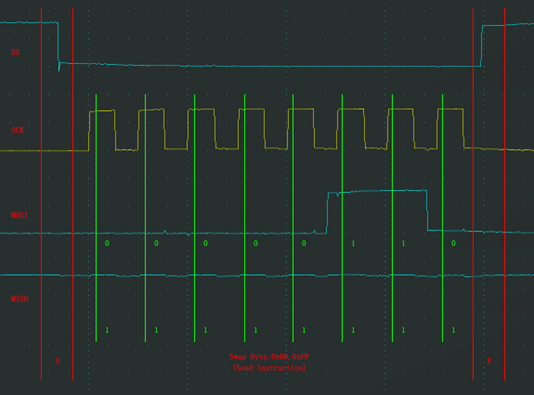 SS
SCK
MOSI
0 0 0 0 0 1 1 0
MISO
1 1 1 1 1 1 1 1
S P
Swap Byte:0x06,0xFF
(Send Instruction)